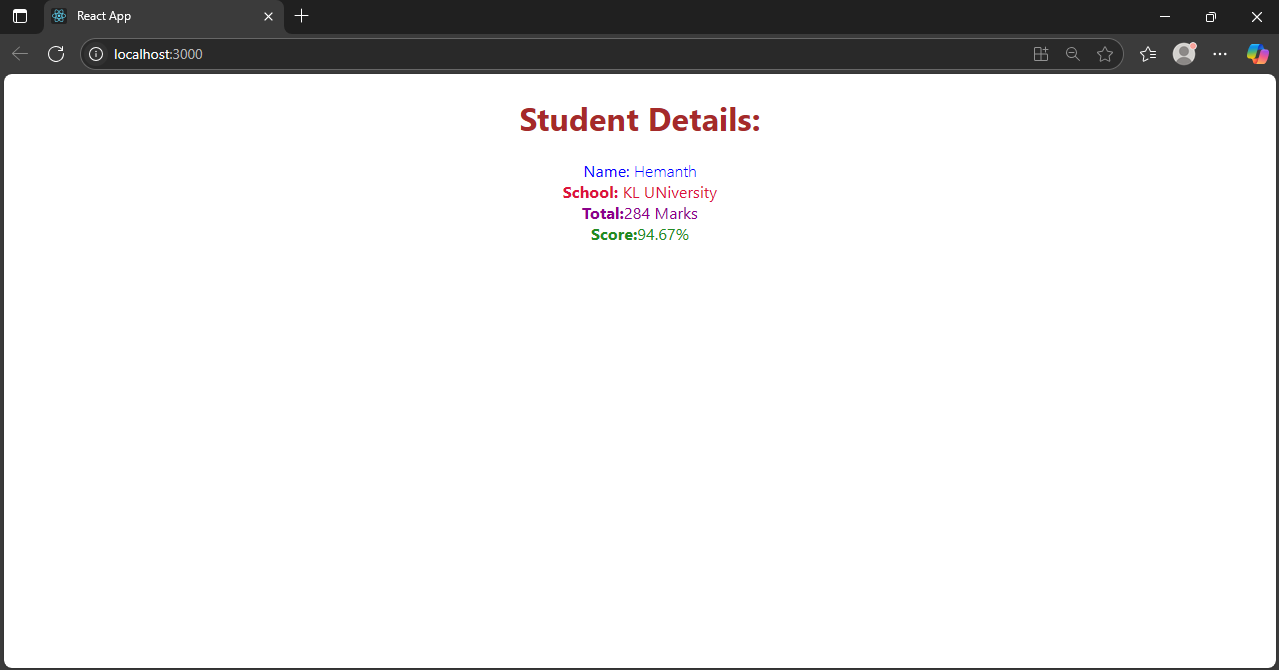 React App
localhost:3000
Student Details:
Name: Hemanth
School: KL UNiversity
Total:284 Marks
Score:94.67%